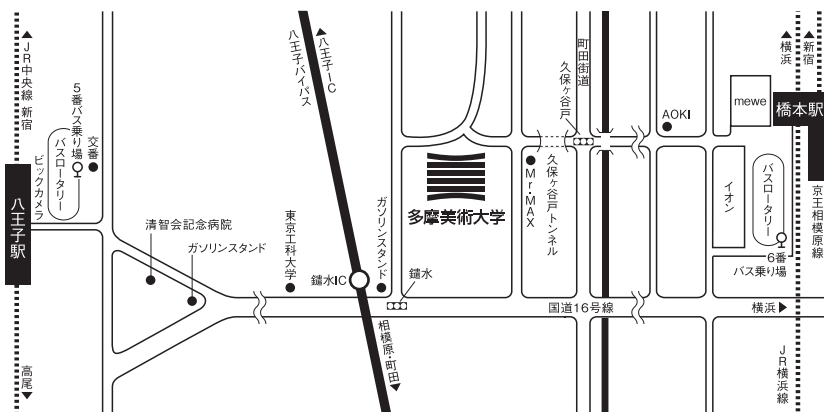 ▲JR中央線 新宿
5番バス乗り場
バスロータリー
交番
ビックカメラ
八王子駅
高尾▼
清智会記念病院
ガソリンスタンド
東京工科大学
▲八王子IC
八王子バイパス
鑓水IC
相模原・町田▼
ガソリンスタンド
鑓水
多摩美術大学
Mr・MAX
久保ヶ谷戸トンネル
久保ヶ谷戸
町田街道
国道16号線
横浜▶
AOKI
mewe
イオン
バスロータリー
6番
バス乗り場
▲横浜
▲新宿
橋本駅
京王相模原線
JR横浜線